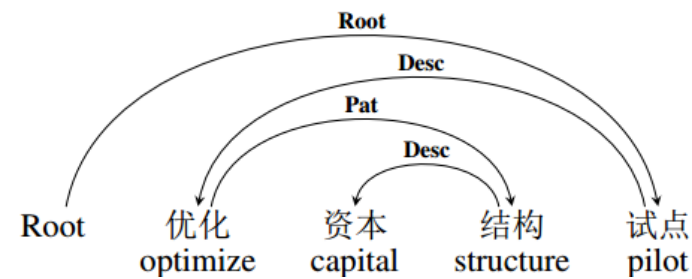 Root
Desc
Pat
Desc
Root 优化 资本 结构 试点
optimize capital structure pilot